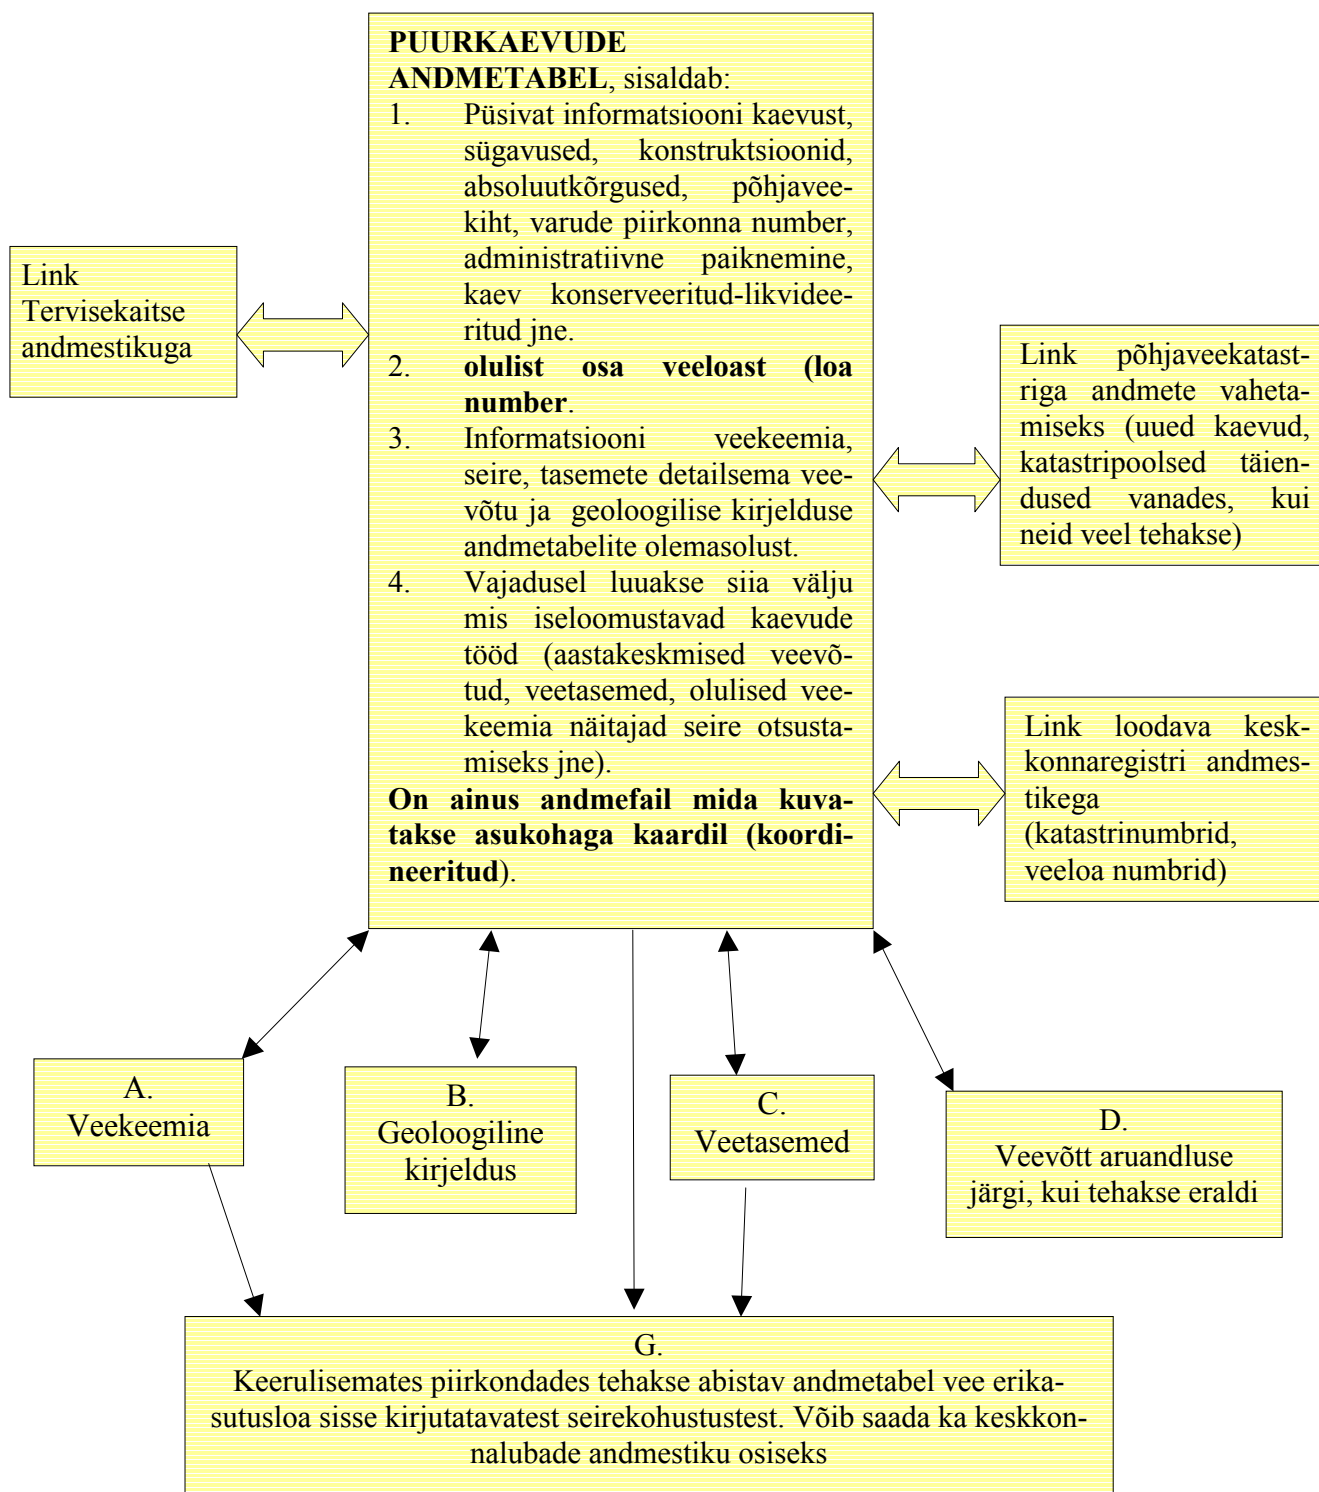 PUURKAEVUDE
ANDMETABEL, sisaldab:
1. Püsivat informatsiooni kaevust,
sügavused, konstruktsioonid,
absoluutkõrgused, põhjavee-
kiht, varude piirkonna number,
administratiivne paiknemine,
kaev konserveeritud-likvidee-
ritud jne.
2. olulist osa veeloast (loa
number.
3. Informatsiooni veekeemia,
seire, tasemete detailsema vee-
võtu ja geoloogilise kirjelduse
andmetabelite olemasolust.
4. Vajadusel luuakse siia välju
mis iseloomustavad kaevude
tööd (aastakeskmised veevõ-
tud, veetasemed, olulised vee-
keemia näitajad seire otsusta-
miseks jne).
On ainus andmefail mida kuva-
takse asukohaga kaardil (koordi-
neeritud).
Link
Tervisekaitse
andmestikuga
Link põhjaveekatast-
riga andmete vaheta-
miseks (uued kaevud,
katastripoolsed täien-
dused vanades, kui
neid veel tehakse)
Link loodava kesk-
konnaregistri andmes-
tikega
(katastrinumbrid,
veeloa numbrid)
A.
Veekeemia
B.
Geoloogiline
kirjeldus
C.
Veetasemed
D.
Veevõtt aruandluse
järgi, kui tehakse eraldi
G.
Keerulisemates piirkondades tehakse abistav andmetabel vee erika-
sutusloa sisse kirjutatavatest seirekohustustest. Võib saada ka keskkon-
nalubade andmestiku osiseks